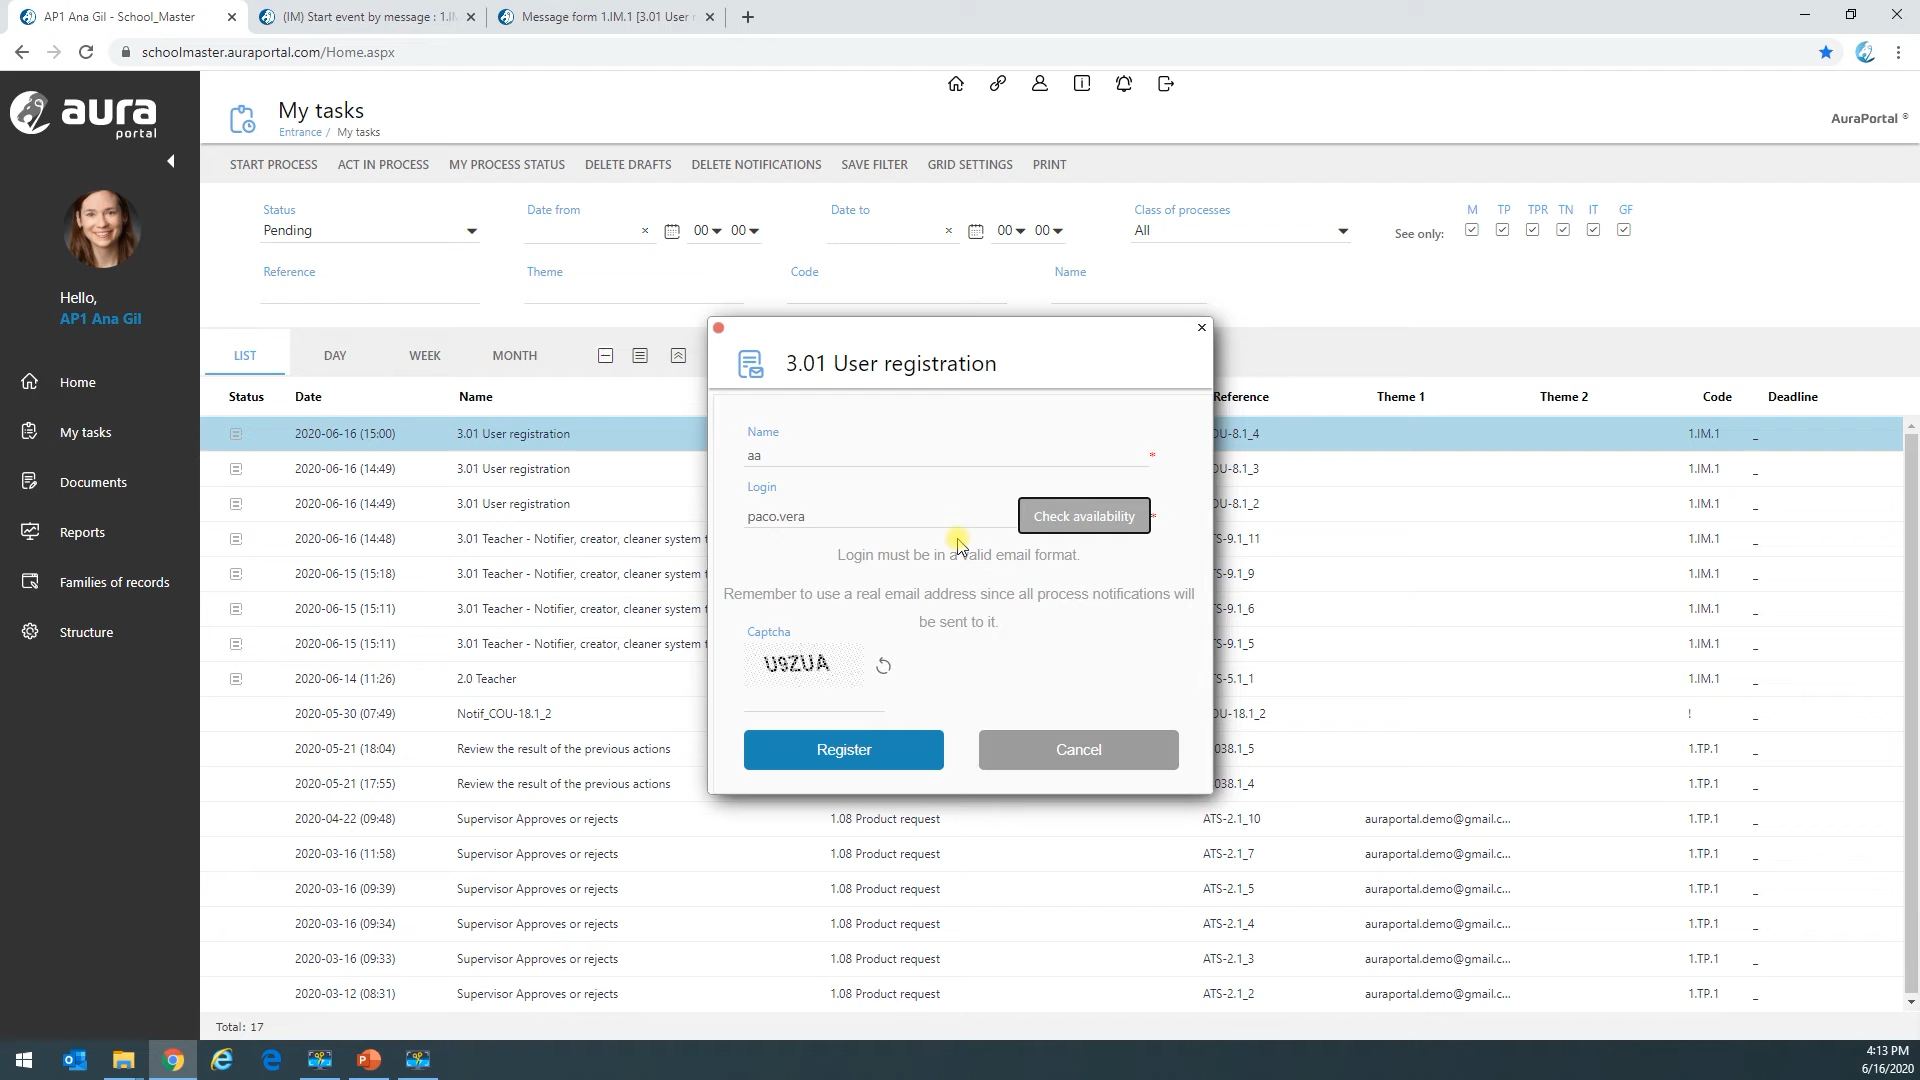 AP1 Ana Gil - School_Master
(IM) Start event by message : 1.IM
Message form 1.IM.1 [3.01 User r
schoolmaster.auraportal.com/Home.aspx
aura
portal
My tasks
Entrance / My tasks
AuraPortal ®
START PROCESS ACT IN PROCESS MY PROCESS STATUS DELETE DRAFTS DELETE NOTIFICATIONS SAVE FILTER GRID SETTINGS PRINT
Status Date from Date to Class of processes M TP TPR TN IT GF
Pending × 00 00 × 00 00 All See only:
Reference Theme Code Name
Hello,
AP1 Ana Gil
Home
My tasks
Documents
Reports
Families of records
Structure
LIST DAY WEEK MONTH
Status Date Name Reference Theme 1 Theme 2 Code Deadline
2020-06-16 (15:00) 3.01 User registration OU-8.1_4 1.IM.1 _
2020-06-16 (14:49) 3.01 User registration OU-8.1_3 1.IM.1 _
2020-06-16 (14:49) 3.01 User registration OU-8.1_2 1.IM.1 _
2020-06-16 (14:48) 3.01 Teacher - Notifier, creator, cleaner system t TS-9.1_11 1.IM.1 _
2020-06-15 (15:18) 3.01 Teacher - Notifier, creator, cleaner system t TS-9.1_9 1.IM.1 _
2020-06-15 (15:11) 3.01 Teacher - Notifier, creator, cleaner system t TS-9.1_6 1.IM.1 _
2020-06-15 (15:11) 3.01 Teacher - Notifier, creator, cleaner system t TS-9.1_5 1.IM.1 _
2020-06-14 (11:26) 2.0 Teacher TS-5.1_1 1.IM.1 _
2020-05-30 (07:49) Notif_COU-18.1_2 OU-18.1_2 ! _
2020-05-21 (18:04) Review the result of the previous actions 038.1_5 1.TP.1 _
2020-05-21 (17:55) Review the result of the previous actions 038.1_4 1.TP.1 _
2020-04-22 (09:48) Supervisor Approves or rejects 1.08 Product request ATS-2.1_10 auraportal.demo@gmail.c... 1.TP.1 _
2020-03-16 (11:58) Supervisor Approves or rejects 1.08 Product request ATS-2.1_7 auraportal.demo@gmail.c... 1.TP.1 _
2020-03-16 (09:39) Supervisor Approves or rejects 1.08 Product request ATS-2.1_5 auraportal.demo@gmail.c... 1.TP.1 _
2020-03-16 (09:34) Supervisor Approves or rejects 1.08 Product request ATS-2.1_4 auraportal.demo@gmail.c... 1.TP.1 _
2020-03-16 (09:33) Supervisor Approves or rejects 1.08 Product request ATS-2.1_3 auraportal.demo@gmail.c... 1.TP.1 _
2020-03-12 (08:31) Supervisor Approves or rejects 1.08 Product request ATS-2.1_2 auraportal.demo@gmail.c... 1.TP.1 _
Total: 17
3.01 User registration
Name
aa *
Login
paco.vera Check availability *
Login must be in a valid email format.
Remember to use a real email address since all process notifications will
be sent to it.
Captcha
U9ZUA
Register Cancel
4:13 PM
6/16/2020